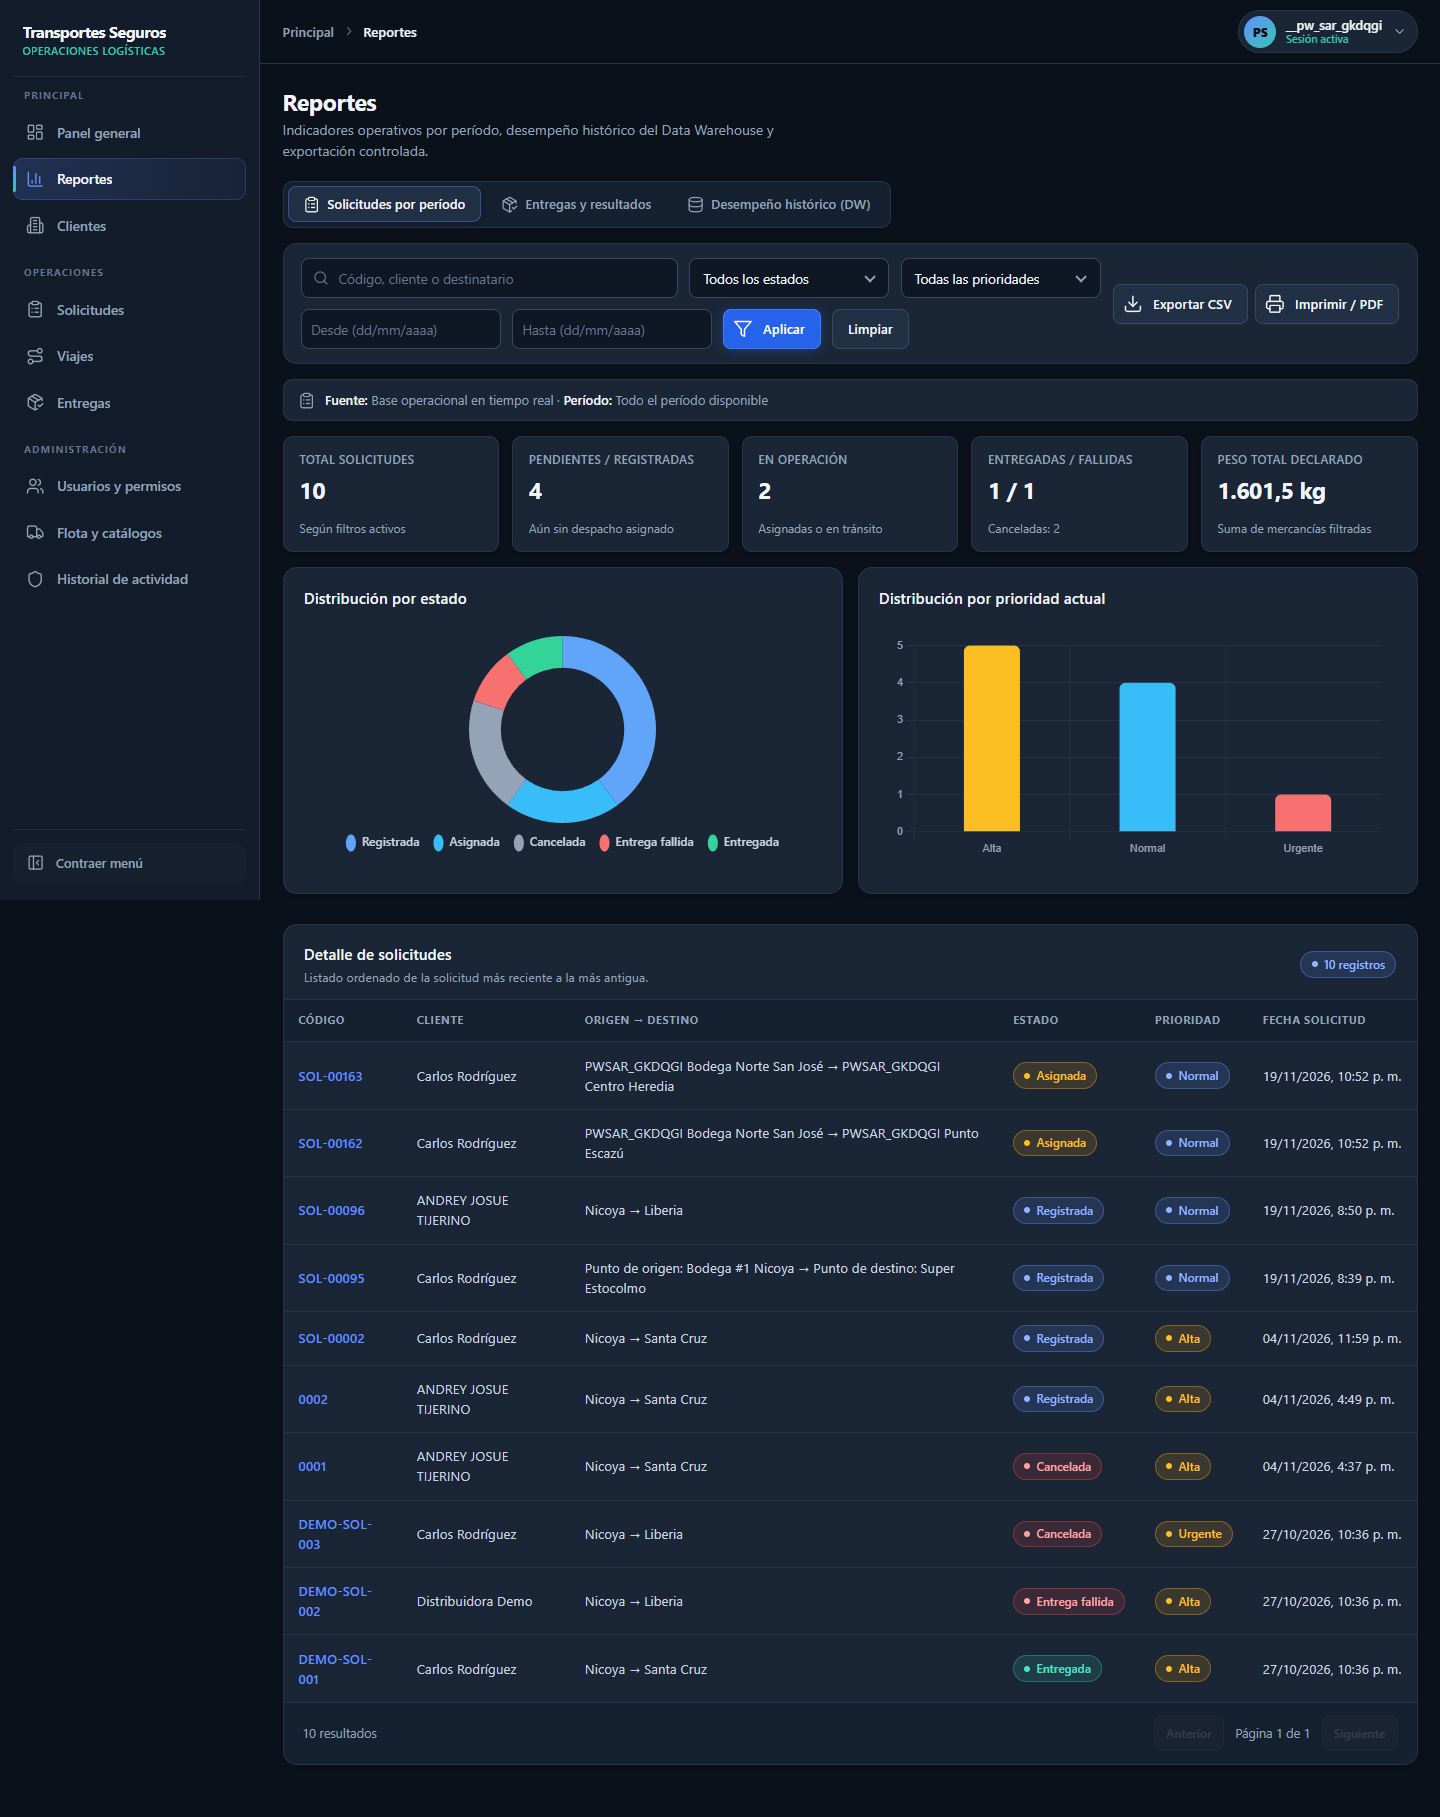 Transportes Seguros
OPERACIONES LOGÍSTICAS
PRINCIPAL
Panel general
Reportes
Clientes
OPERACIONES
Solicitudes
Viajes
Entregas
ADMINISTRACIÓN
Usuarios y permisos
Flota y catálogos
Historial de actividad
Contraer menú
Principal Reportes
PS __pw_sar_gkdqgi
Sesión activa
Reportes
Indicadores operativos por período, desempeño histórico del Data Warehouse y
exportación controlada.
Solicitudes por período Entregas y resultados Desempeño histórico (DW)
Código, cliente o destinatario Todos los estados Todas las prioridades
Desde (dd/mm/aaaa) Hasta (dd/mm/aaaa) Aplicar Limpiar
Exportar CSV Imprimir / PDF
Fuente: Base operacional en tiempo real · Período: Todo el período disponible
TOTAL SOLICITUDES
10
Según filtros activos
PENDIENTES / REGISTRADAS
4
Aún sin despacho asignado
EN OPERACIÓN
2
Asignadas o en tránsito
ENTREGADAS / FALLIDAS
1 / 1
Canceladas: 2
PESO TOTAL DECLARADO
1.601,5 kg
Suma de mercancías filtradas
Distribución por estado
Registrada Asignada Cancelada Entrega fallida Entregada
Distribución por prioridad actual
5
4
3
2
1
0
Alta Normal Urgente
Detalle de solicitudes
Listado ordenado de la solicitud más reciente a la más antigua.
10 registros
CÓDIGO CLIENTE ORIGEN → DESTINO ESTADO PRIORIDAD FECHA SOLICITUD
SOL-00163 Carlos Rodríguez PWSAR_GKDQGI Bodega Norte San José → PWSAR_GKDQGI Asignada Normal 19/11/2026, 10:52 p. m.
Centro Heredia
SOL-00162 Carlos Rodríguez PWSAR_GKDQGI Bodega Norte San José → PWSAR_GKDQGI Punto Asignada Normal 19/11/2026, 10:52 p. m.
Escazú
SOL-00096 ANDREY JOSUE Nicoya → Liberia Registrada Normal 19/11/2026, 8:50 p. m.
TIJERINO
SOL-00095 Carlos Rodríguez Punto de origen: Bodega #1 Nicoya → Punto de destino: Super Registrada Normal 19/11/2026, 8:39 p. m.
Estocolmo
SOL-00002 Carlos Rodríguez Nicoya → Santa Cruz Registrada Alta 04/11/2026, 11:59 p. m.
0002 ANDREY JOSUE Nicoya → Santa Cruz Registrada Alta 04/11/2026, 4:49 p. m.
TIJERINO
0001 ANDREY JOSUE Nicoya → Santa Cruz Cancelada Alta 04/11/2026, 4:37 p. m.
TIJERINO
DEMO-SOL- Carlos Rodríguez Nicoya → Liberia Cancelada Urgente 27/10/2026, 10:36 p. m.
003
DEMO-SOL- Distribuidora Demo Nicoya → Liberia Entrega fallida Alta 27/10/2026, 10:36 p. m.
002
DEMO-SOL- Carlos Rodríguez Nicoya → Santa Cruz Entregada Alta 27/10/2026, 10:36 p. m.
001
10 resultados Anterior Página 1 de 1 Siguiente